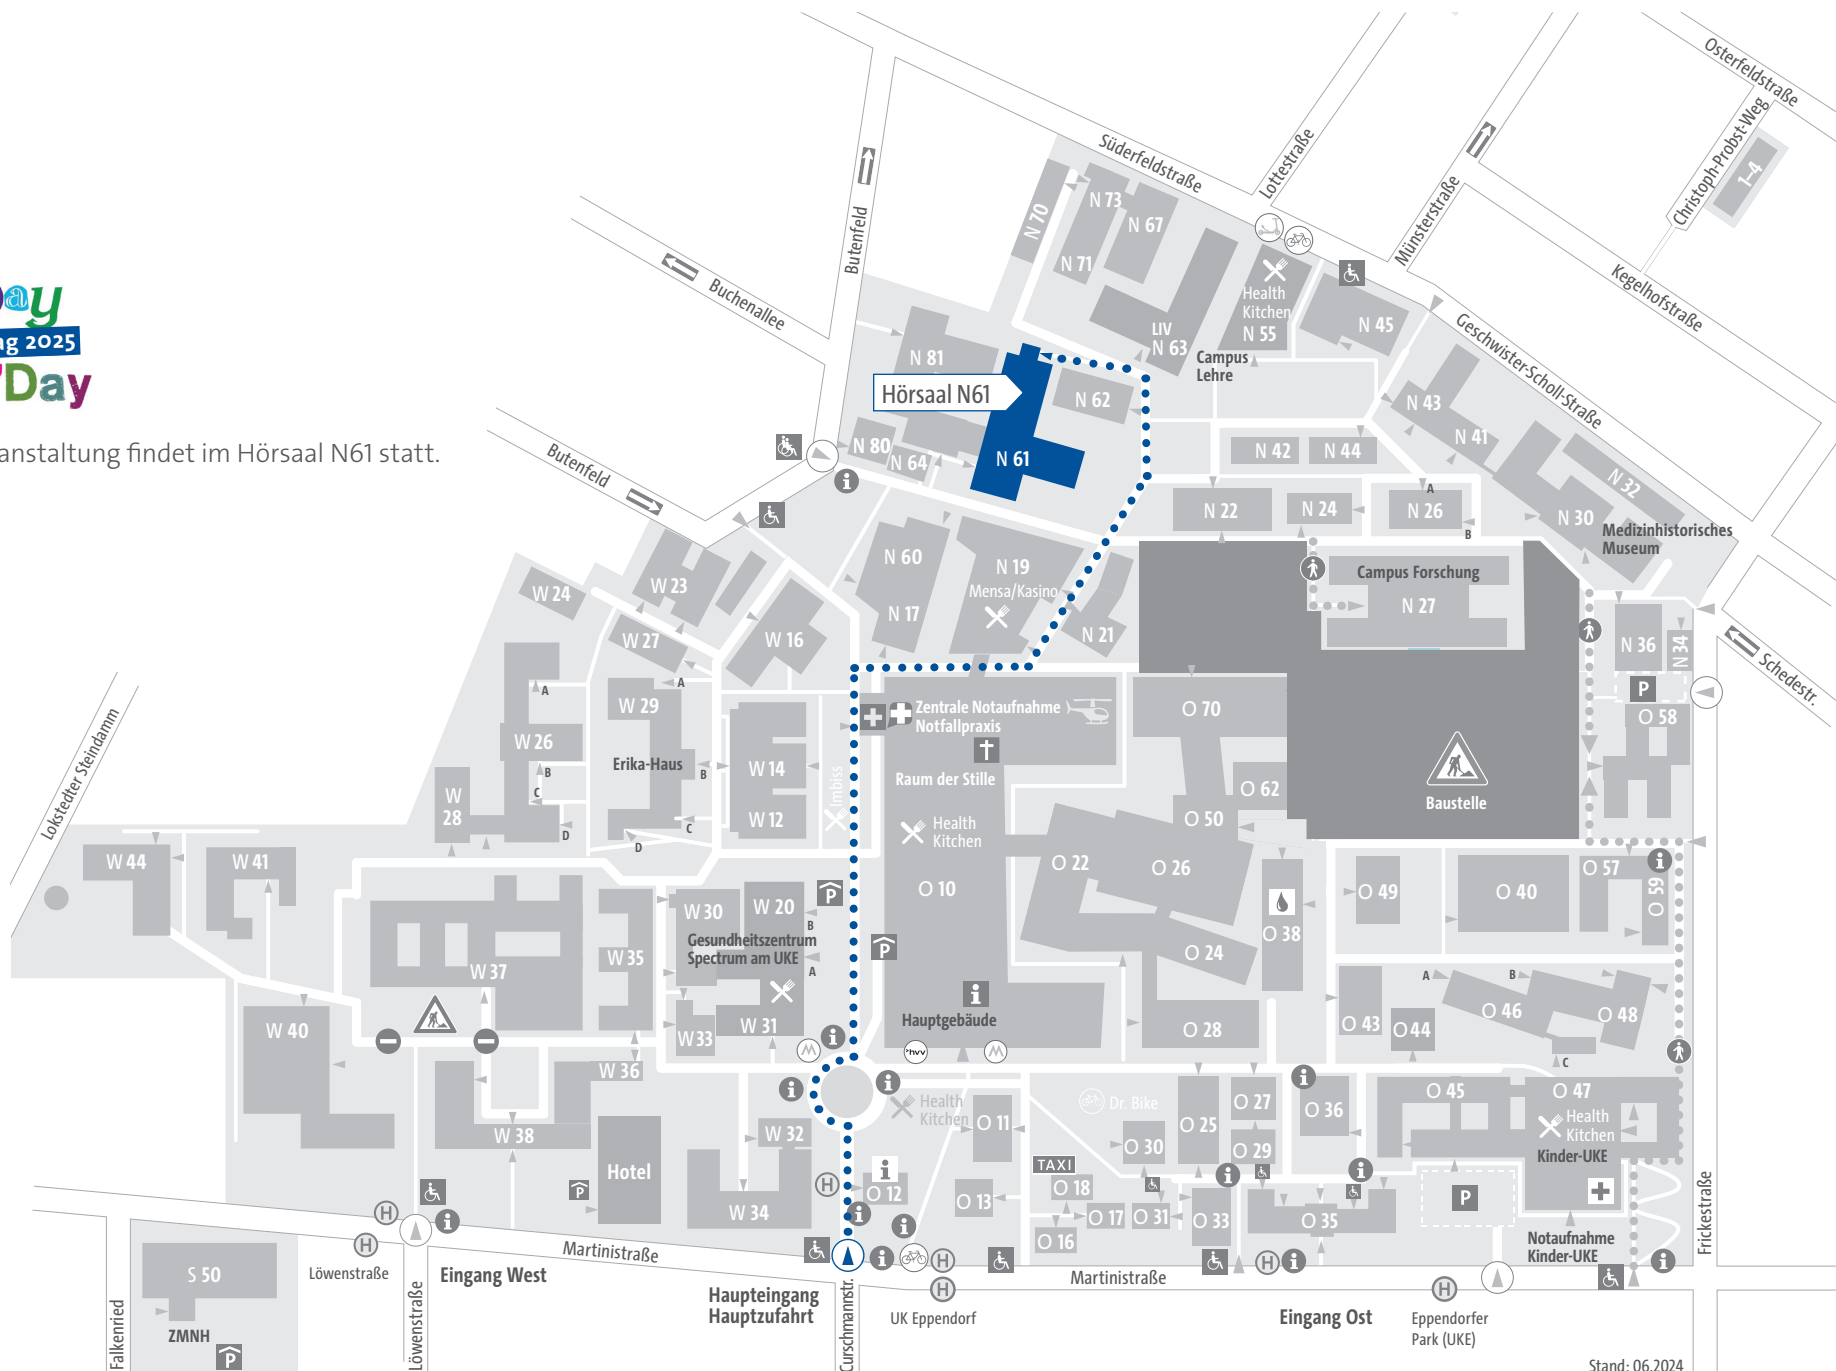 Day
ng 2025
Day
anstaltung findet im Hörsaal N61 statt.
Osterfeldstraße
Christoph-Probst-Weg
1–4
Süderfeldstraße
Lottestraße
Münsterstraße
Kegelhofstraße
Geschwister-Scholl-Straße
Butenfeld
Buchenallee
Butenfeld
N 70
N 73
N 67
N 71
Health
Kitchen
N 55
LIV
N 63
N 45
Campus
Lehre
N 81
Hörsaal N61
N 62
N 43
N 41
N 80
N 64
N 61
N 42
N 44
N 32
N 22
N 24
A
N 26
B
N 30
Medizinhistorisches
Museum
N 60
N 19
Mensa/Kasino
N 17
N 21
Campus Forschung
N 27
N 36
N 34
P
Schedestr.
W 24
W 23
W 27
W 16
A
A
W 29
W 26
Erika-Haus
B
B
C
C
D
D
W 14
W 12
Imbiss
W
28
Zentrale Notaufnahme
Notfallpraxis
Raum der Stille
Health
Kitchen
O 10
O 70
O 62
O 50
O 58
Baustelle
Lokstedter Steindamm
W 44
W 41
W 37
W 35
W 30
W 20
P
B
Gesundheitszentrum
Spectrum am UKE
A
P
W 33
W 31
O 22
O 26
O 24
O 38
O 49
O 40
O 57
i
O 59
i
Hauptgebäude
O 28
O 43
O 44
A
B
O 46
O 48
C
W 40
W 36
W 38
Hotel
P
W 32
W 34
i
hvv
i
i
Health
Kitchen
O 11
Dr. Bike
O 25
O 27
i
O 36
O 45
O 47
Health
Kitchen
Kinder-UKE
O 30
O 29
TAXI
O 18
O 13
O 17
O 31
O 33
O 35
O 16
i
O 12
H
i
i
P
i
i
Notaufnahme
Kinder-UKE
Frickestraße
H
i
H
Martinistraße
i
H
H
Martinistraße
H
i
H
i
S 50
ZMNH
P
Falkenried
Löwenstraße
Löwenstraße
Eingang West
Haupteingang
Hauptzufahrt
Curschmannstr.
UK Eppendorf
Eingang Ost
Eppendorfer
Park (UKE)
Stand: 06.2024
i